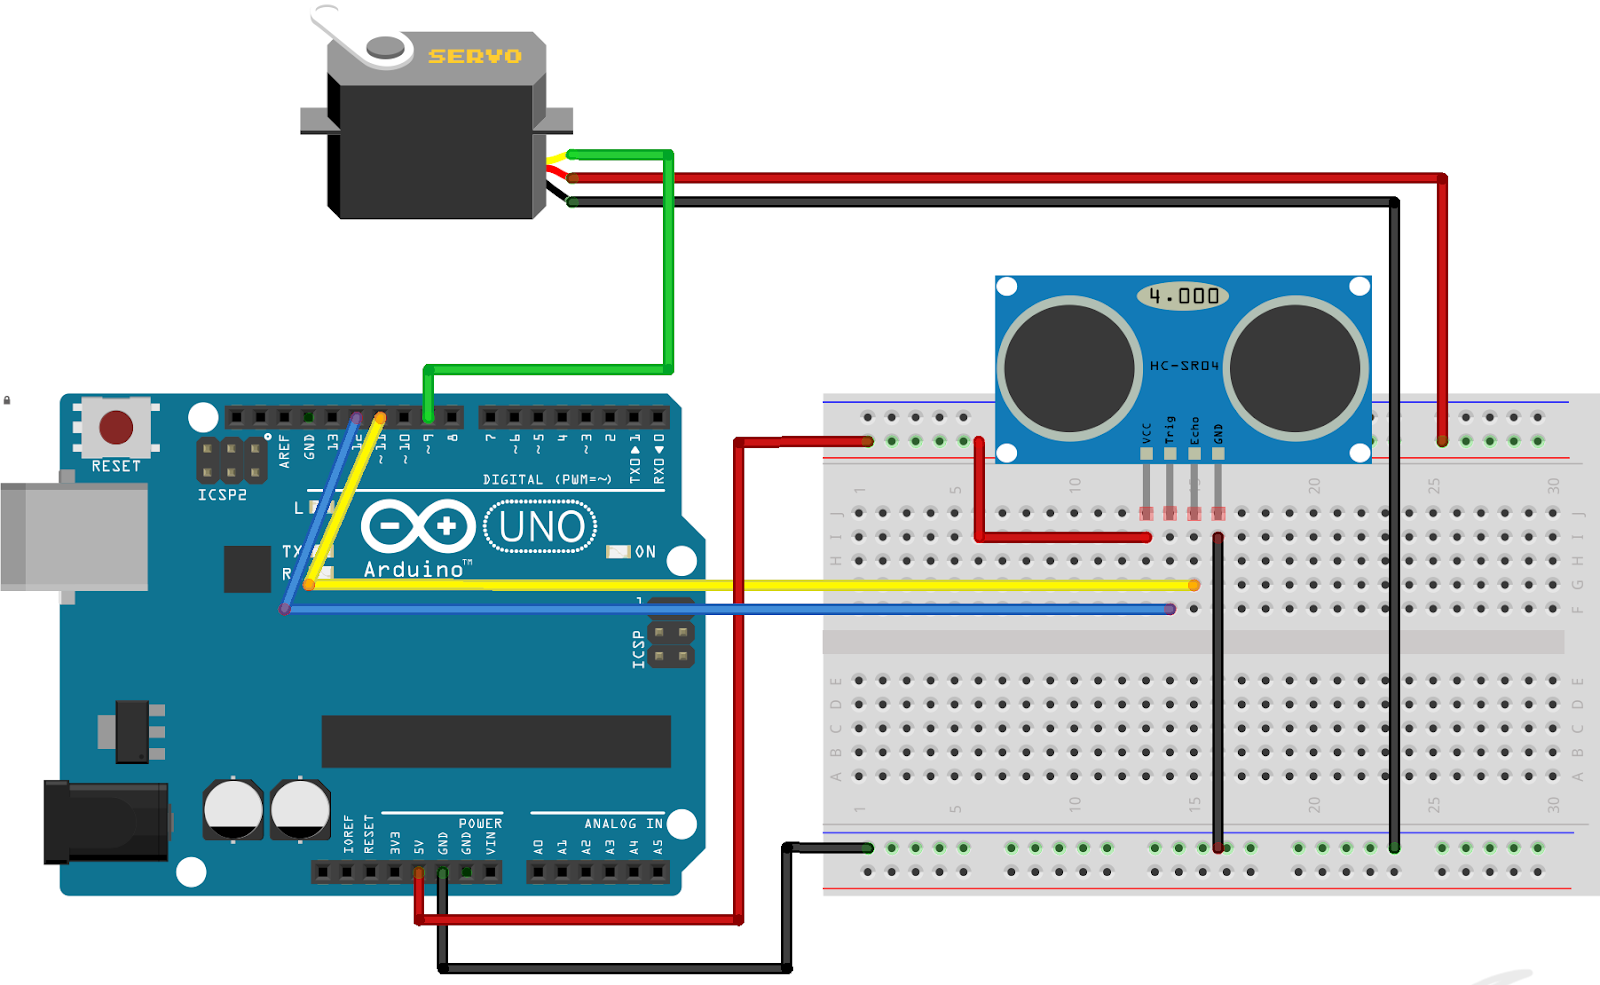 SERVO
4.000
HC-SR04
VCC
Trig
Echo
GND
RESET
ICSP2
AREF
GND
13
12
~11
~10
~9
8
7
~6
~5
4
~3
2
TX0▶1
RX0◀0
DIGITAL (PWM=~)
L
TX
R
UNO
ON
Arduino™
1
ICSP
POWER
ANALOG IN
IOREF
RESET
3V3
5V
GND
GND
VIN
A0
A1
A2
A3
A4
A5
1 5 10 15 20 25 30
J J
I I
H H
G G
F F
E E
D D
C C
B B
A A
1 5 10 15 20 25 30